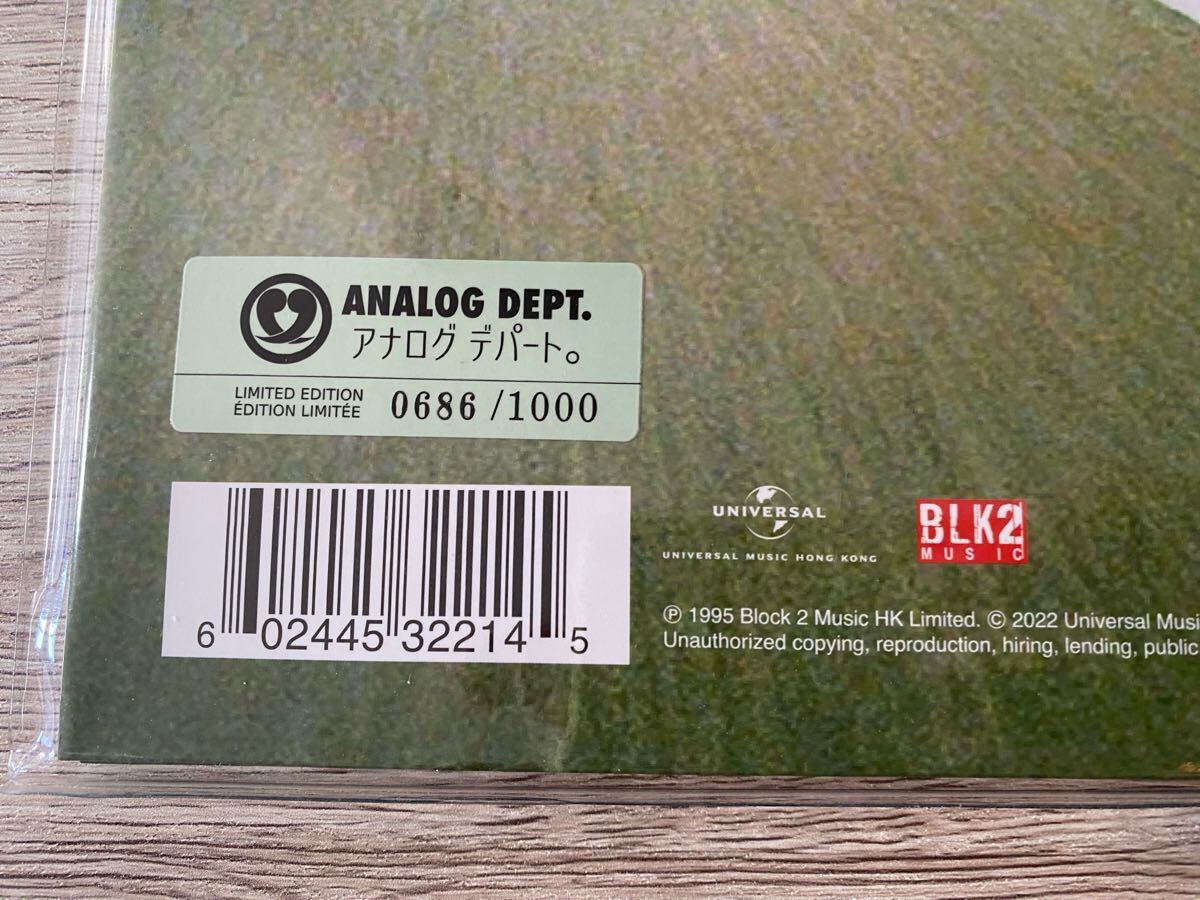 ANALOG DEPT.
アナログ デパート。
LIMITED EDITION
ÉDITION LIMITÉE
0686 /1000
6 02445 32214 5
UNIVERSAL
UNIVERSAL MUSIC HONG KONG
BLK2
MUSIC
℗ 1995 Block 2 Music HK Limited. © 2022 Universal Musi
Unauthorized copying, reproduction, hiring, lending, public